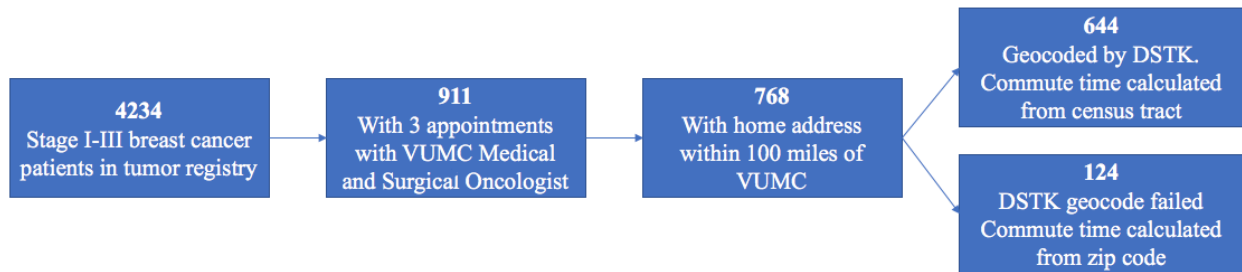 4234
Stage I-III breast cancer
patients in tumor registry
911
With 3 appointments
with VUMC Medical
and Surgical Oncologist
768
With home address
within 100 miles of
VUMC
644
Geocoded by DSTK.
Commute time calculated
from census tract
124
DSTK geocode failed
Commute time calculated
from zip code